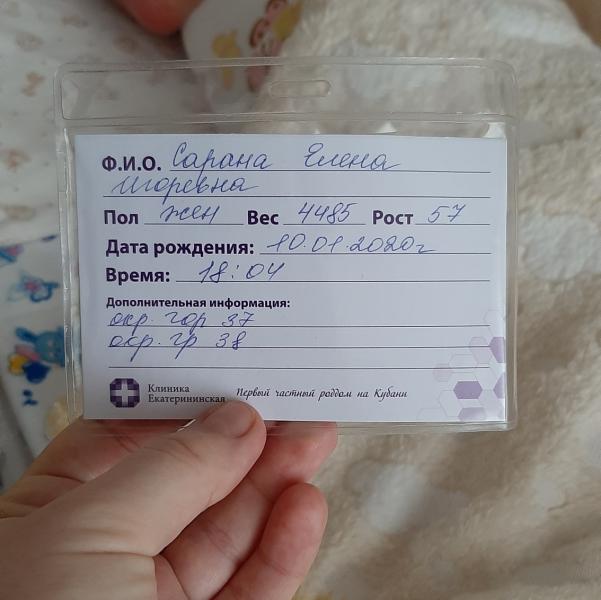 Ф.И.О. Сарана Елена
Игоревна
Пол жен Вес 4485 Рост 57
Дата рождения: 10.01.2020г
Время: 18:04
Дополнительная информация:
окр. гор 37
окр. гр 38
Клиника
Екатерининская
Первый частный роддом на Кубани